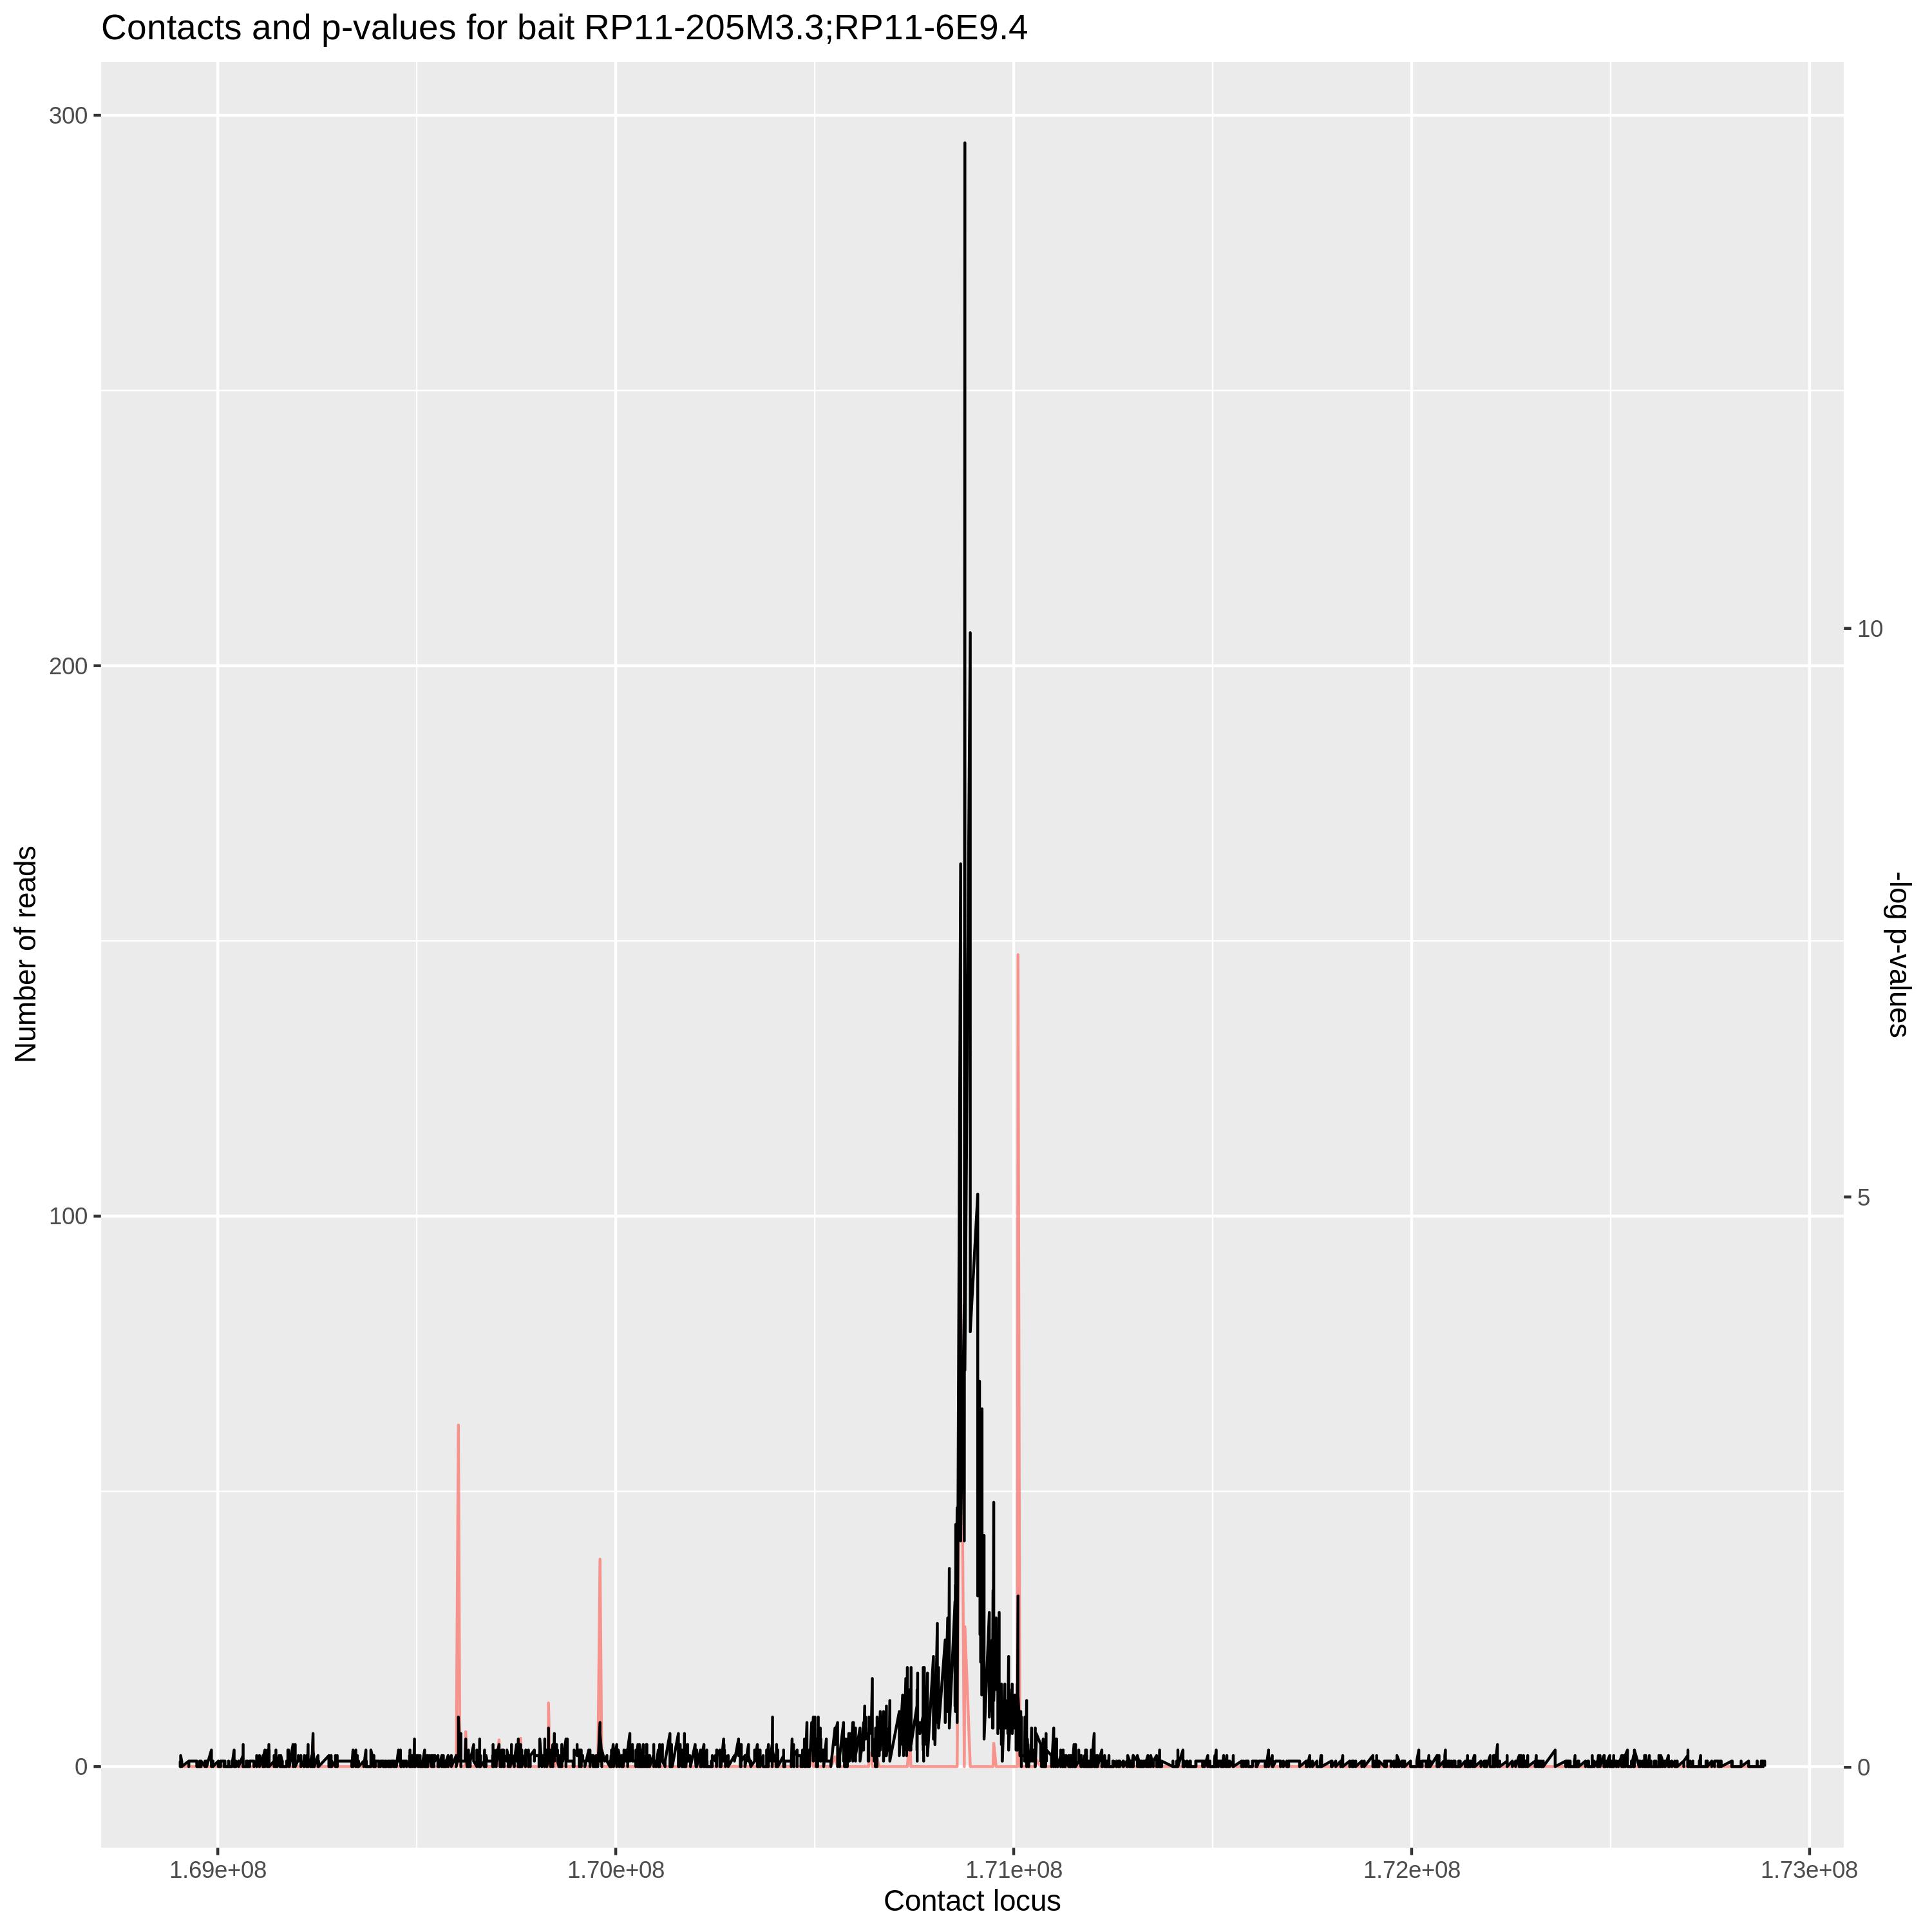 Contacts and p-values for bait RP11-205M3.3;RP11-6E9.4
300
200
100
0
Number of reads
10
5
0
-log p-values
1.69e+08
1.70e+08
1.71e+08
1.72e+08
1.73e+08
Contact locus